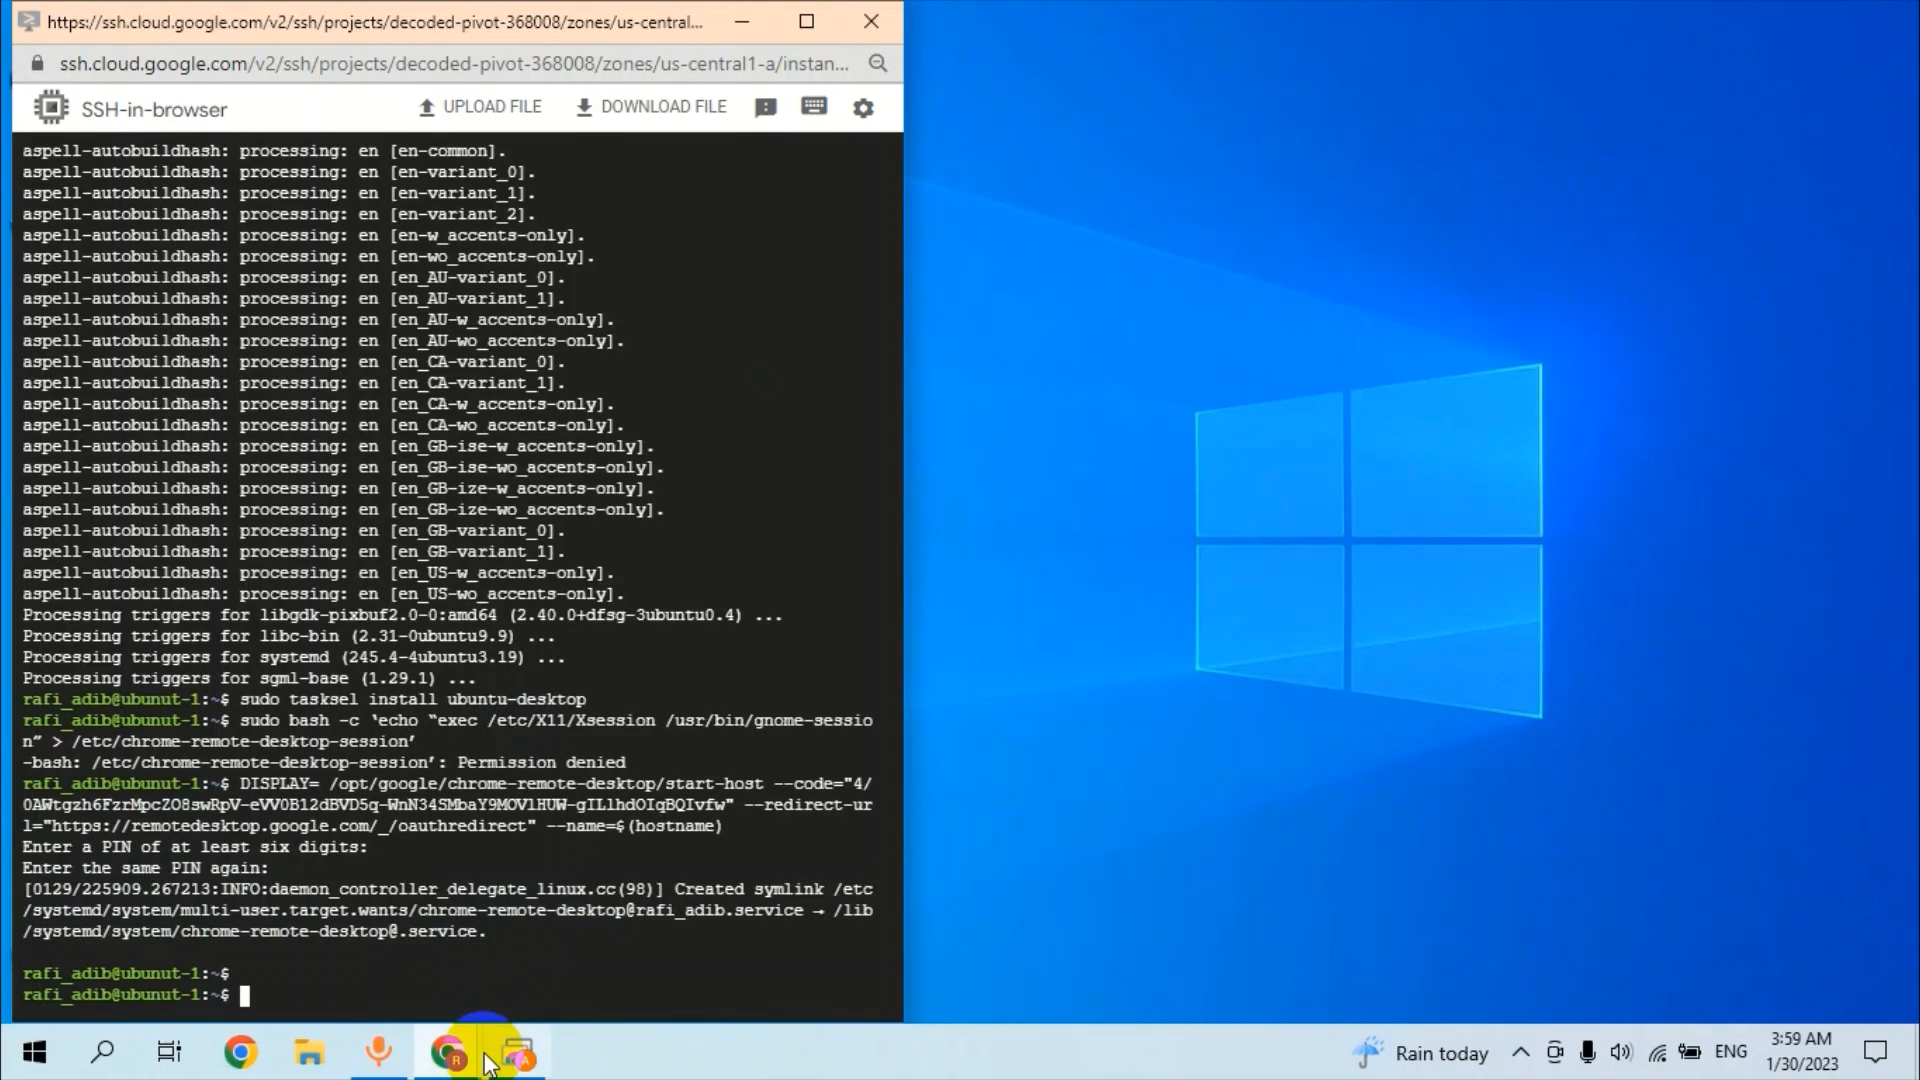 https://ssh.cloud.google.com/v2/ssh/projects/decoded-pivot-368008/zones/us-central...
ssh.cloud.google.com/v2/ssh/projects/decoded-pivot-368008/zones/us-central1-a/instan...
SSH-in-browser
UPLOAD FILE
DOWNLOAD FILE
aspell-autobuildhash: processing: en [en-common].
aspell-autobuildhash: processing: en [en-variant_0].
aspell-autobuildhash: processing: en [en-variant_1].
aspell-autobuildhash: processing: en [en-variant_2].
aspell-autobuildhash: processing: en [en-w_accents-only].
aspell-autobuildhash: processing: en [en-wo_accents-only].
aspell-autobuildhash: processing: en [en_AU-variant_0].
aspell-autobuildhash: processing: en [en_AU-variant_1].
aspell-autobuildhash: processing: en [en_AU-w_accents-only].
aspell-autobuildhash: processing: en [en_AU-wo_accents-only].
aspell-autobuildhash: processing: en [en_CA-variant_0].
aspell-autobuildhash: processing: en [en_CA-variant_1].
aspell-autobuildhash: processing: en [en_CA-w_accents-only].
aspell-autobuildhash: processing: en [en_CA-wo_accents-only].
aspell-autobuildhash: processing: en [en_GB-ise-w_accents-only].
aspell-autobuildhash: processing: en [en_GB-ise-wo_accents-only].
aspell-autobuildhash: processing: en [en_GB-ize-w_accents-only].
aspell-autobuildhash: processing: en [en_GB-ize-wo_accents-only].
aspell-autobuildhash: processing: en [en_GB-variant_0].
aspell-autobuildhash: processing: en [en_GB-variant_1].
aspell-autobuildhash: processing: en [en_US-w_accents-only].
aspell-autobuildhash: processing: en [en_US-wo_accents-only].
Processing triggers for libgdk-pixbuf2.0-0:amd64 (2.40.0+dfsg-3ubuntu0.4) ...
Processing triggers for libc-bin (2.31-0ubuntu9.9) ...
Processing triggers for systemd (245.4-4ubuntu3.19) ...
Processing triggers for sgml-base (1.29.1) ...
rafi_adib@ubunut-1:~$ sudo tasksel install ubuntu-desktop
rafi_adib@ubunut-1:~$ sudo bash -c ‘echo “exec /etc/X11/Xsession /usr/bin/gnome-sessio
n” > /etc/chrome-remote-desktop-session’
-bash: /etc/chrome-remote-desktop-session’: Permission denied
rafi_adib@ubunut-1:~$ DISPLAY= /opt/google/chrome-remote-desktop/start-host --code="4/
0AWtgzh6FzrMpcZO8swRpV-eVV0B12dBVD5q-WnN34SMbaY9MOVlHUW-gILlhdOIqBQIvfw" --redirect-ur
l="https://remotedesktop.google.com/_/oauthredirect" --name=$(hostname)
Enter a PIN of at least six digits:
Enter the same PIN again:
[0129/225909.267213:INFO:daemon_controller_delegate_linux.cc(98)] Created symlink /etc
/systemd/system/multi-user.target.wants/chrome-remote-desktop@rafi_adib.service → /lib
/systemd/system/chrome-remote-desktop@.service.
rafi_adib@ubunut-1:~$
rafi_adib@ubunut-1:~$
R
A
Rain today
ENG
3:59 AM
1/30/2023